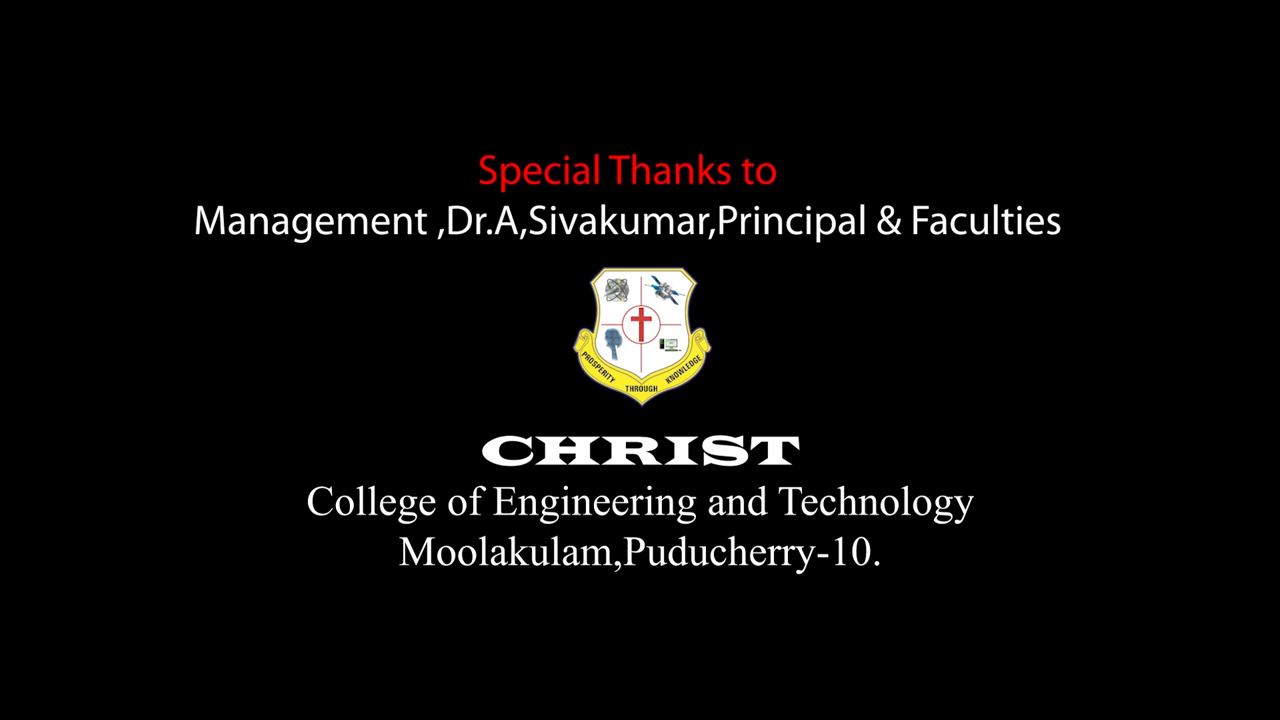 Special Thanks to
Management ,Dr.A,Sivakumar,Principal & Faculties
PROSPERITY THROUGH KNOWLEDGE
CHRIST
College of Engineering and Technology
Moolakulam,Puducherry-10.